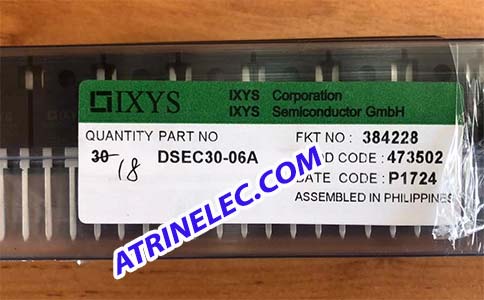 IXYS
IXYS Corporation
IXYS Semiconductor GmbH
QUANTITY PART NO
30 18 DSEC30-06A
FKT NO : 384228
CODE : 473502
DATE CODE : P1724
ASSEMBLED IN PHILIPPINES
ATRINELEC.COM